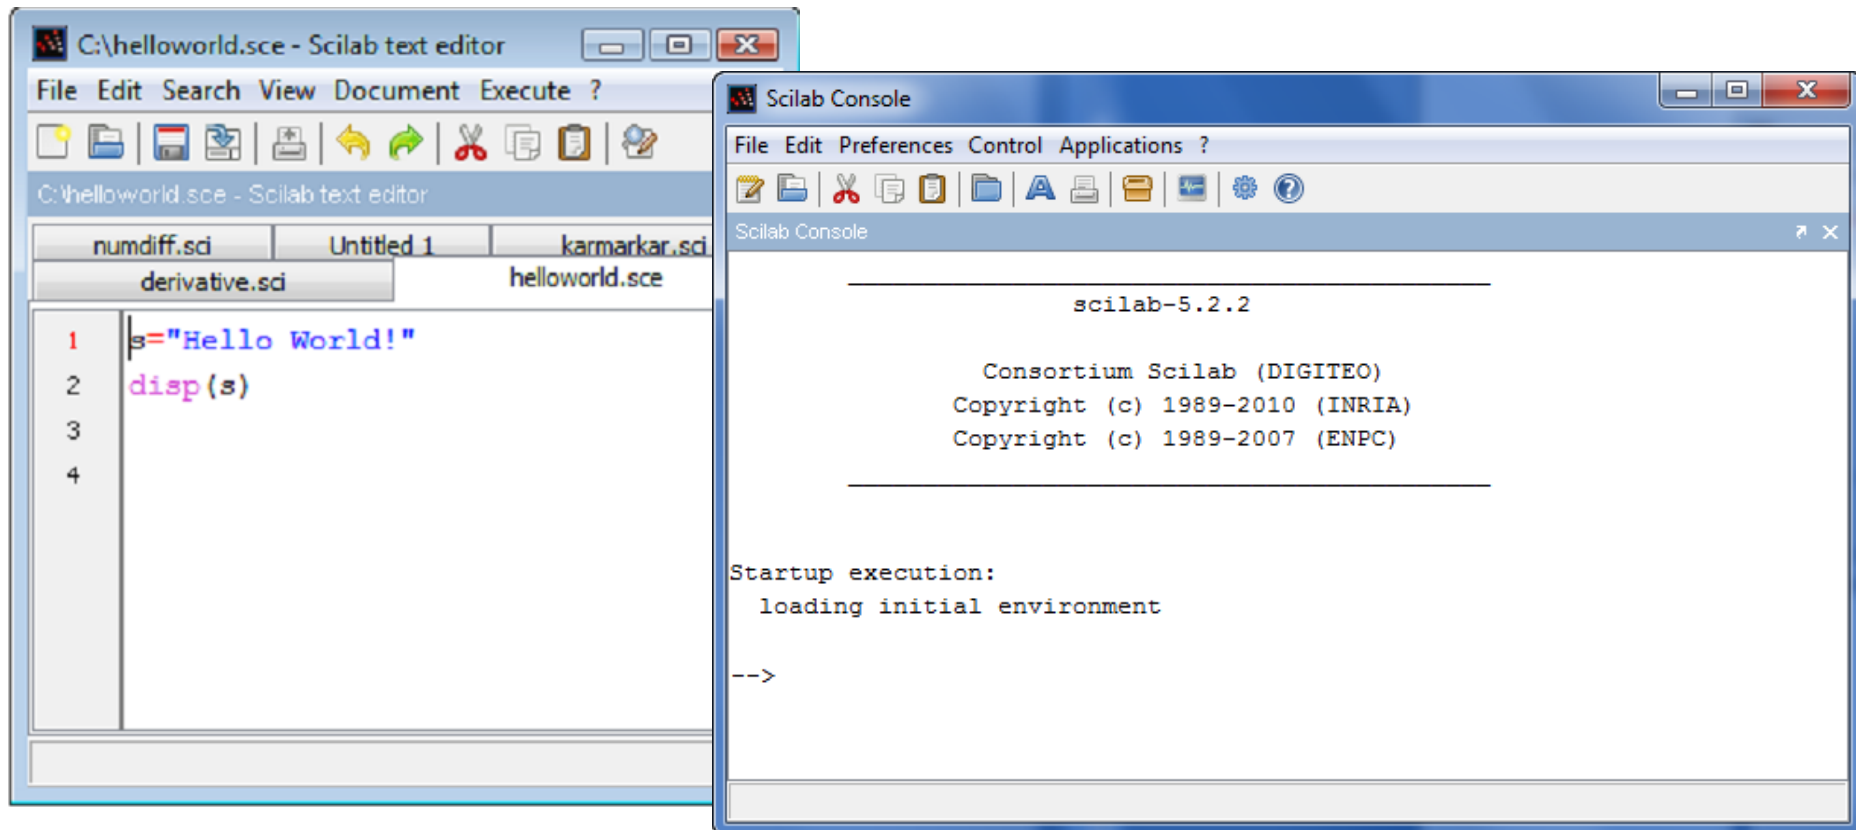 C:\helloworld.sce - Scilab text editor
File Edit Search View Document Execute ?
C:\helloworld.sce - Scilab text editor
numdiff.sci Untitled 1 karmarkar.sci
derivative.sci helloworld.sce
1 s="Hello World!"
2 disp(s)
3
4
Scilab Console
File Edit Preferences Control Applications ?
Scilab Console
scilab-5.2.2
Consortium Scilab (DIGITEO)
Copyright (c) 1989-2010 (INRIA)
Copyright (c) 1989-2007 (ENPC)
Startup execution:
loading initial environment
-->